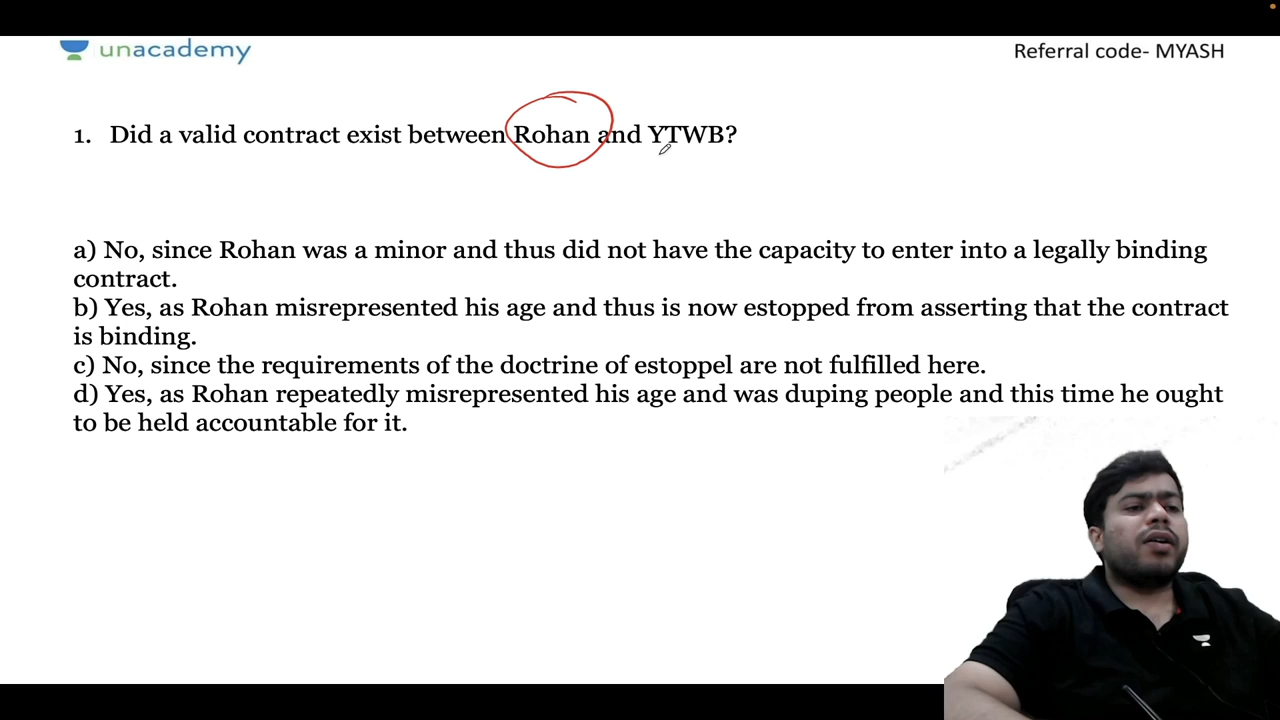 unacademy
Referral code- MYASH
1. Did a valid contract exist between Rohan and YTWB?
a) No, since Rohan was a minor and thus did not have the capacity to enter into a legally binding
contract.
b) Yes, as Rohan misrepresented his age and thus is now estopped from asserting that the contract
is binding.
c) No, since the requirements of the doctrine of estoppel are not fulfilled here.
d) Yes, as Rohan repeatedly misrepresented his age and was duping people and this time he ought
to be held accountable for it.